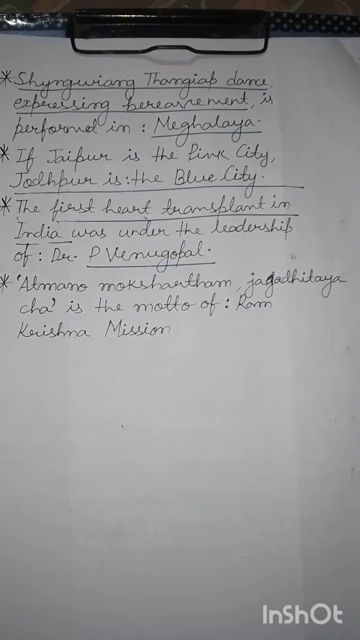 * Shyngwiang Thangiap dance,
expressing bereavement, is
performed in : Meghalaya.
* If Jaipur is the Pink City,
Jodhpur is : the Blue City.
* The first heart transplant in
India was under the leadership
of : Dr. P Venugopal.
* 'Atmano mokshartham, jagadhitaya
cha' is the motto of : Ram
Krishna Mission
InShOt